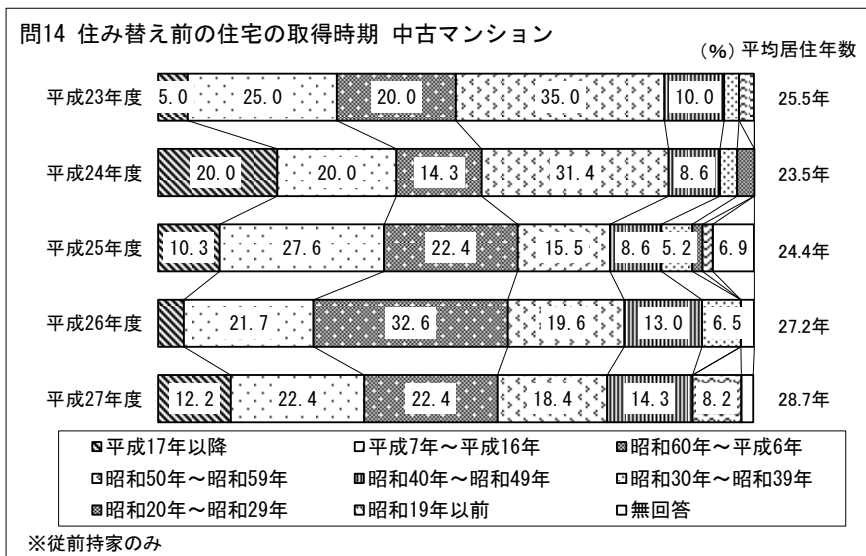 問14 住み替え前の住宅の取得時期 中古マンション
(%) 平均居住年数
平成23年度 5.0 25.0 20.0 35.0 10.0 25.5年
平成24年度 20.0 20.0 14.3 31.4 8.6 23.5年
平成25年度 10.3 27.6 22.4 15.5 8.6 5.2 6.9 24.4年
平成26年度 21.7 32.6 19.6 13.0 6.5 27.2年
平成27年度 12.2 22.4 22.4 18.4 14.3 8.2 28.7年
平成17年以降 平成7年～平成16年 昭和60年～平成6年
昭和50年～昭和59年 昭和40年～昭和49年 昭和30年～昭和39年
昭和20年～昭和29年 昭和19年以前 無回答
※従前持家のみ